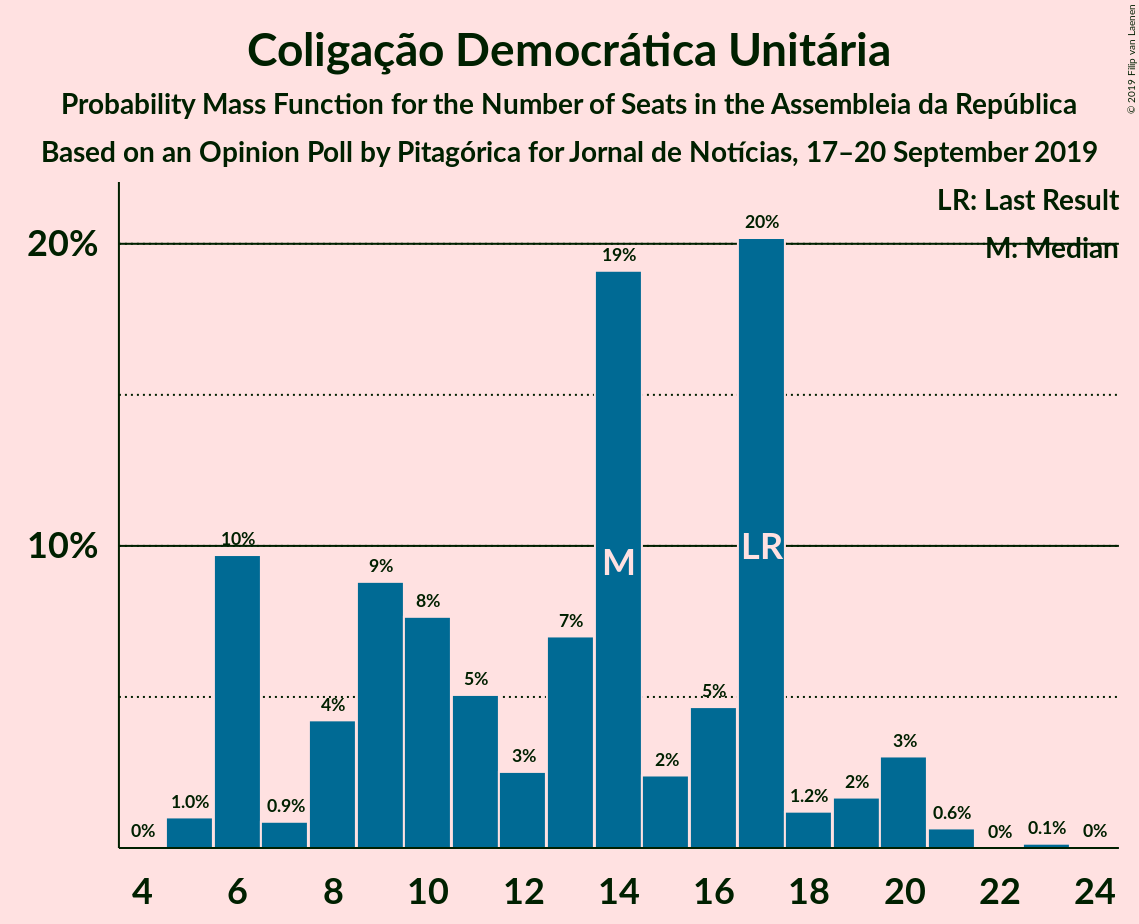 Coligação Democrática Unitária
Probability Mass Function for the Number of Seats in the Assembleia da República
Based on an Opinion Poll by Pitagórica for Jornal de Notícias, 17–20 September 2019
© 2019 Filip van Laenen
LR: Last Result
M: Median
20%
10%
0%
1.0%
10%
0.9%
4%
9%
8%
5%
3%
7%
19%
2%
5%
20%
1.2%
2%
3%
0.6%
0%
0.1%
0%
M
LR
4 6 8 10 12 14 16 18 20 22 24